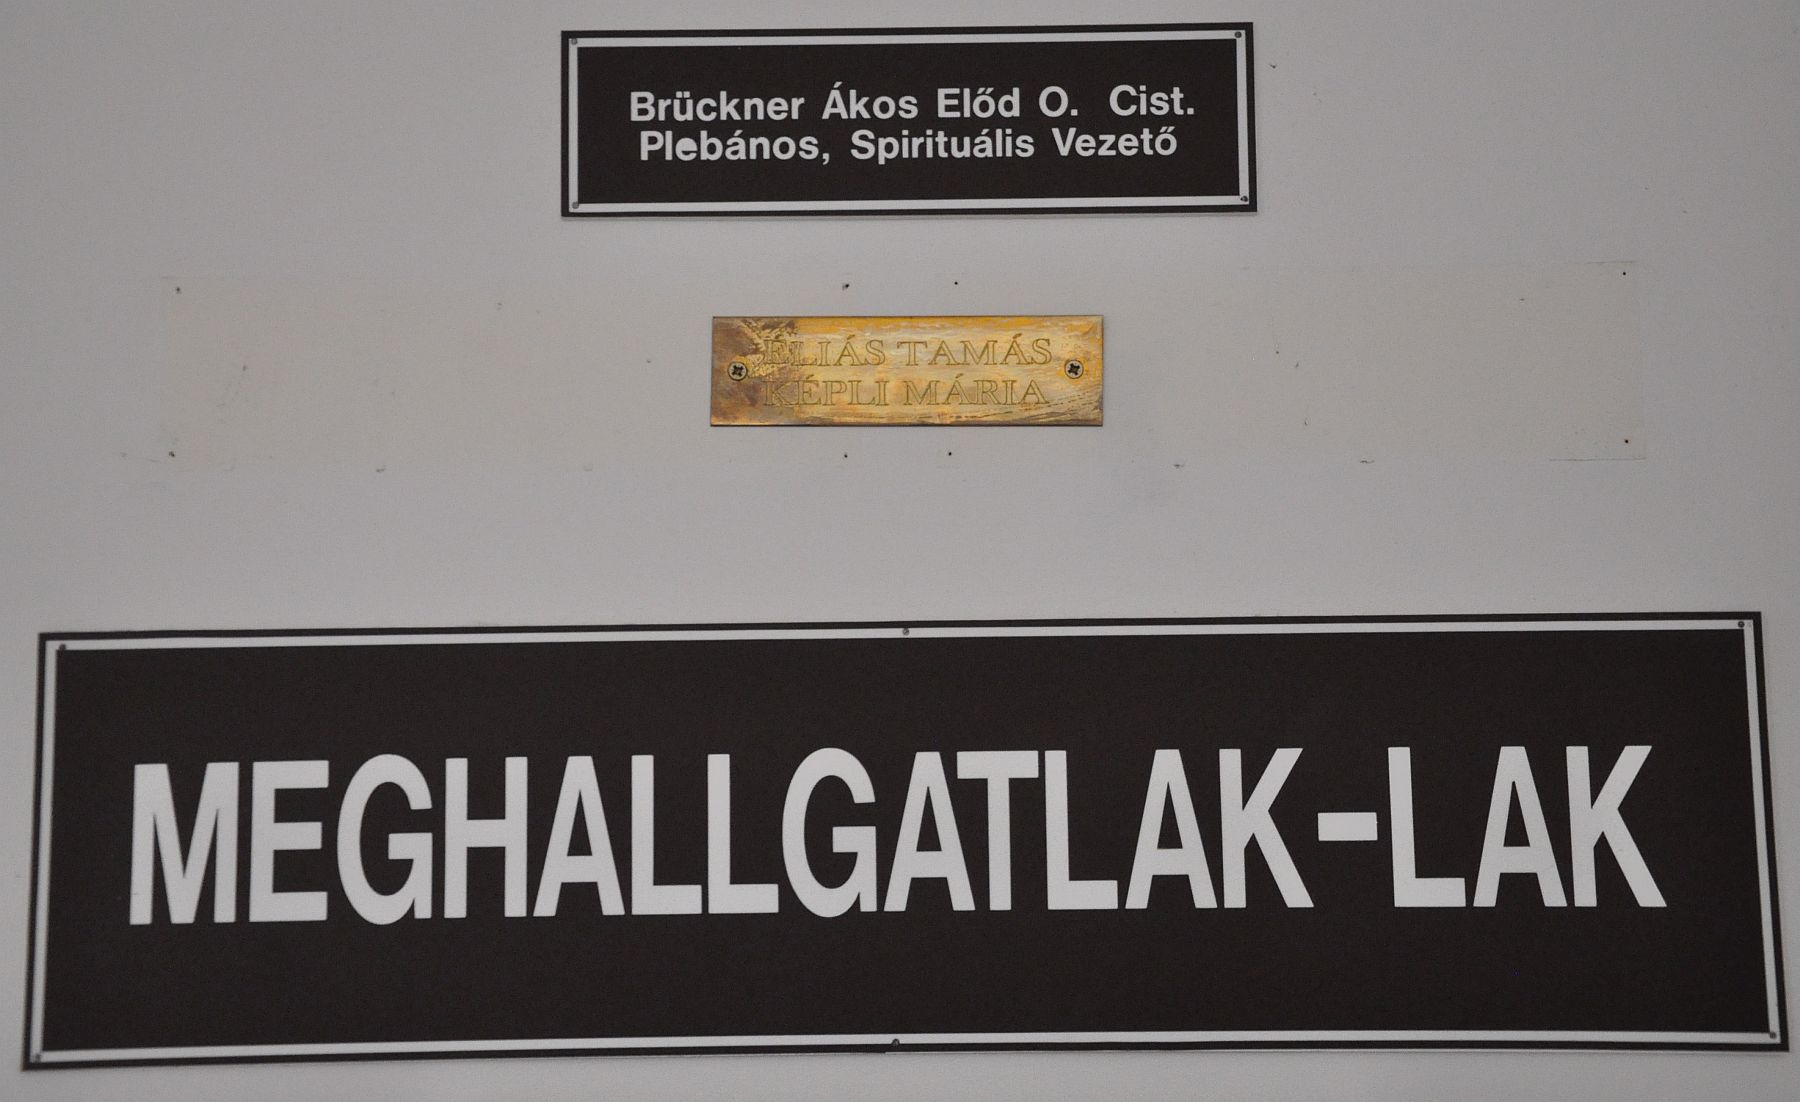 Brückner Ákos Előd O. Cist.
Plebános, Spirituális Vezető
ÉLIÁS TAMÁS
KÉPLI MÁRIA
MEGHALLGATLAK-LAK